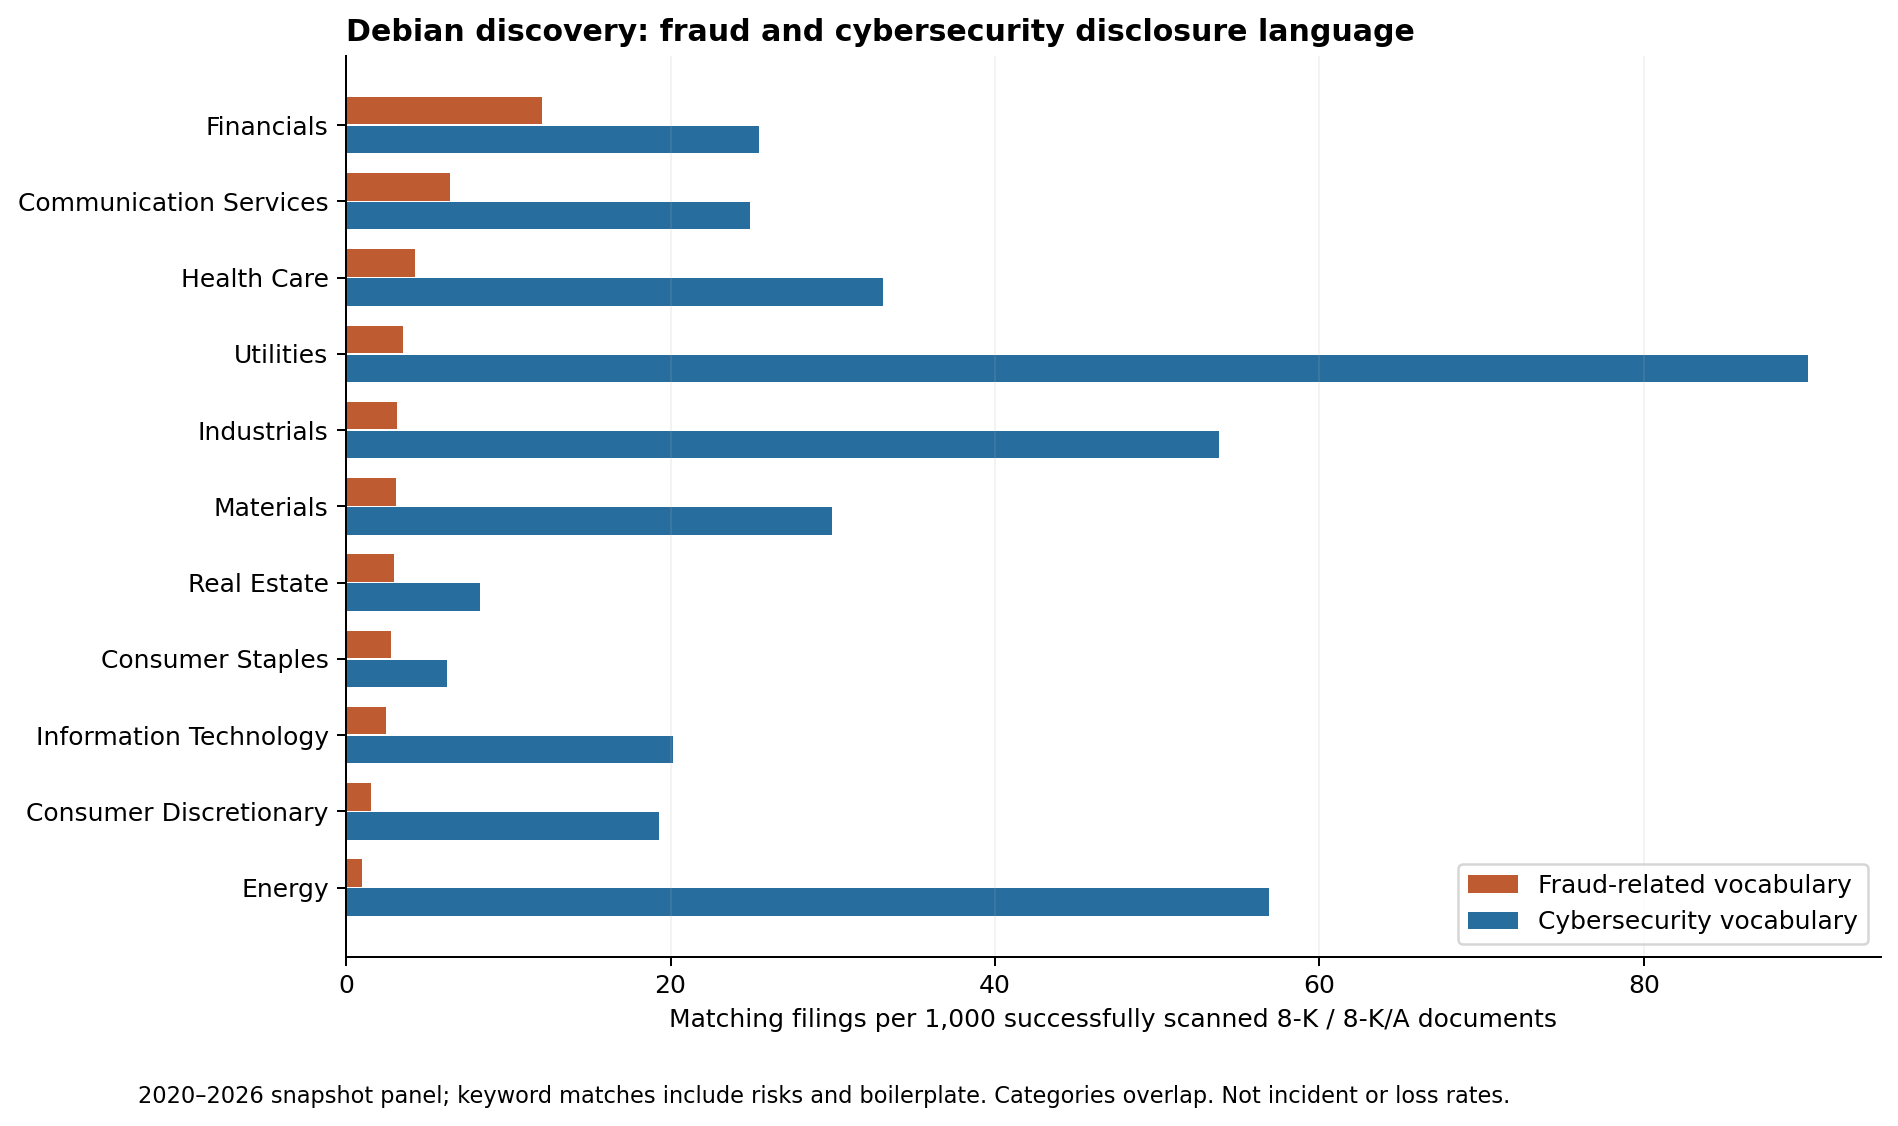 Debian discovery: fraud and cybersecurity disclosure language
Financials
Communication Services
Health Care
Utilities
Industrials
Materials
Real Estate
Consumer Staples
Information Technology
Consumer Discretionary
Energy
Fraud-related vocabulary
Cybersecurity vocabulary
0 20 40 60 80
Matching filings per 1,000 successfully scanned 8-K / 8-K/A documents
2020–2026 snapshot panel; keyword matches include risks and boilerplate. Categories overlap. Not incident or loss rates.